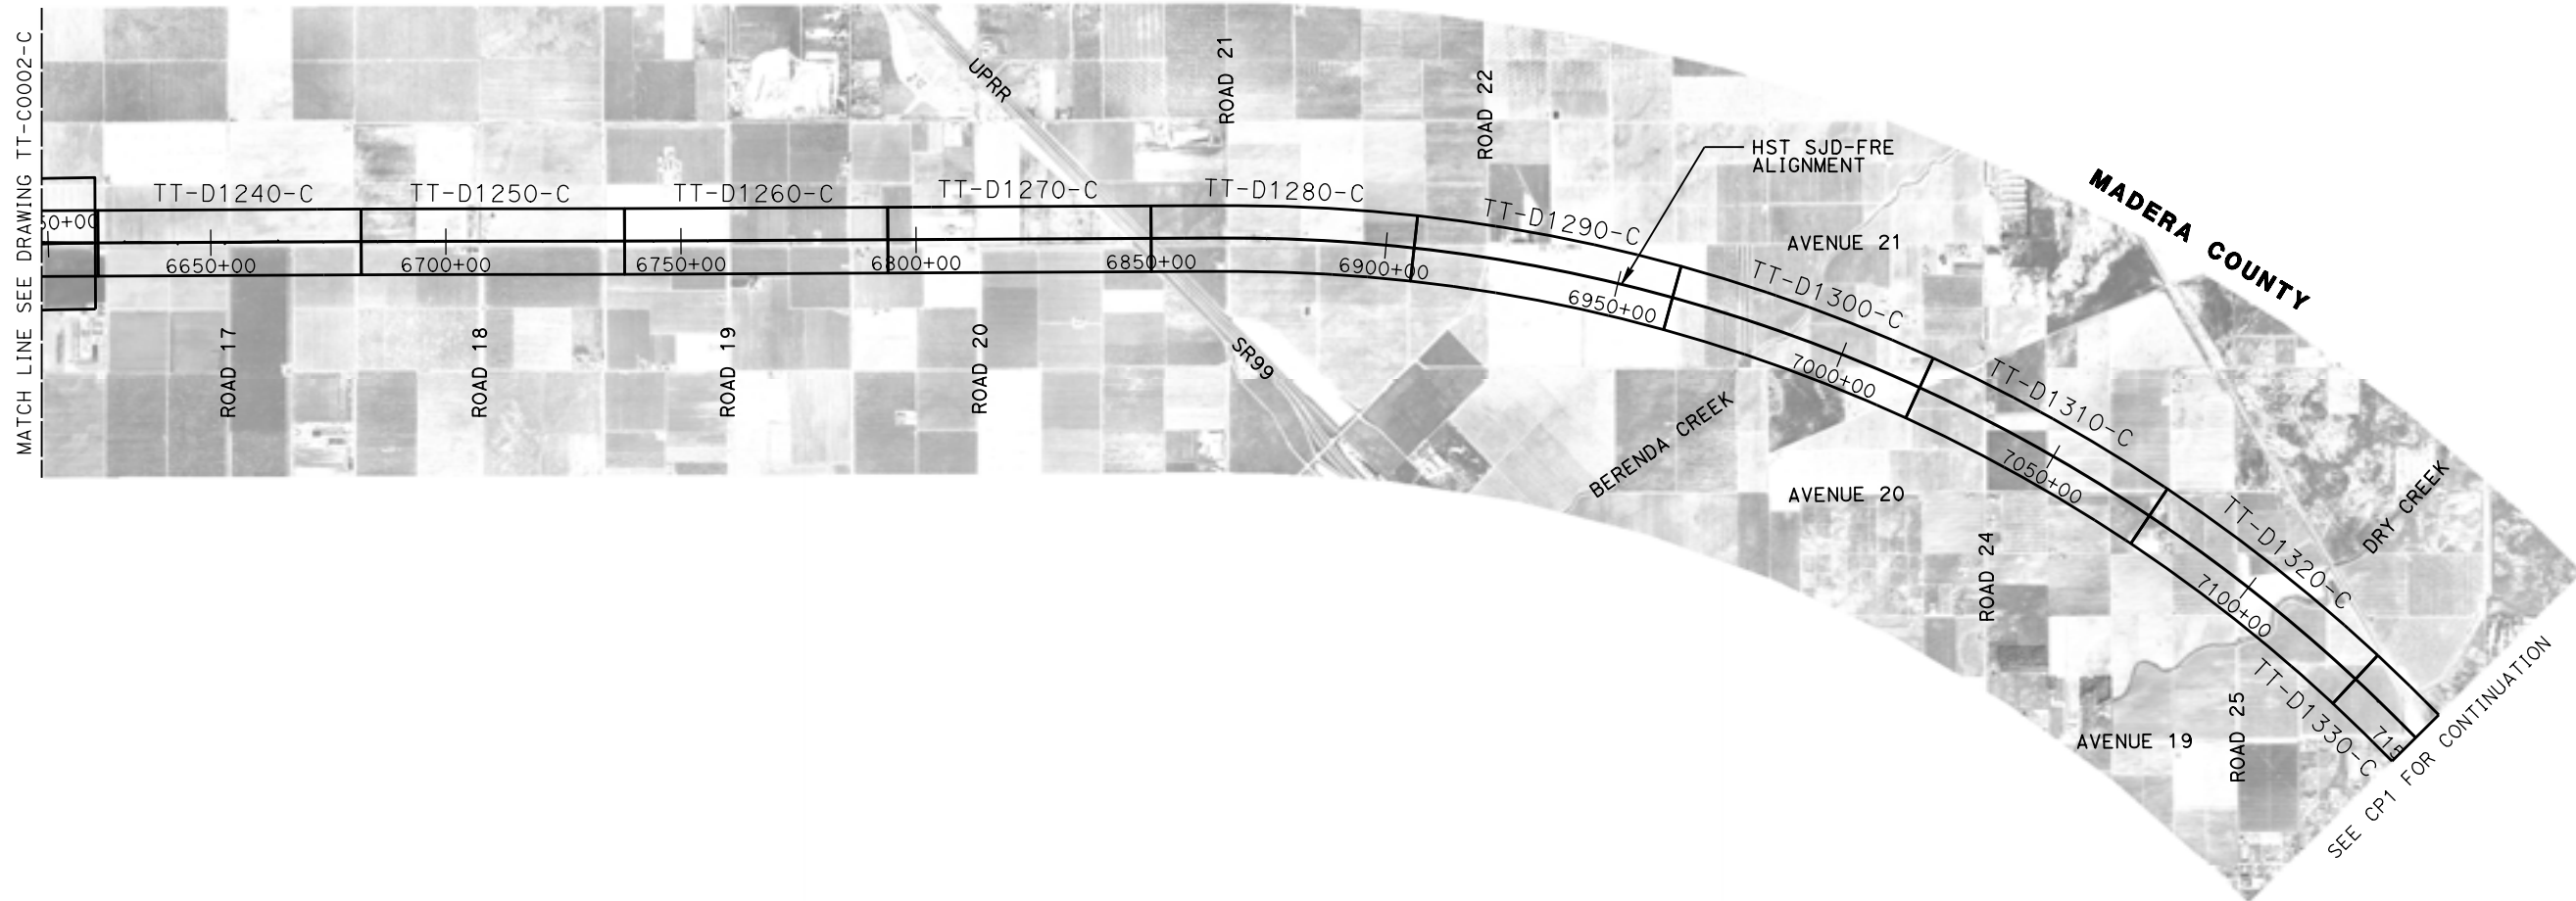 MATCH LINE SEE DRAWING TT-C0002-C
TT-D1240-C
TT-D1250-C
TT-D1260-C
TT-D1270-C
TT-D1280-C
TT-D1290-C
TT-D1300-C
TT-D1310-C
TT-D1320-C
TT-D1330-C
50+00
6650+00
6700+00
6750+00
6800+00
6850+00
6900+00
6950+00
7000+00
7050+00
7100+00
715
UPRR
ROAD 21
ROAD 22
HST SJD-FRE
ALIGNMENT
MADERA COUNTY
AVENUE 21
ROAD 17
ROAD 18
ROAD 19
ROAD 20
SR99
BERENDA CREEK
AVENUE 20
ROAD 24
DRY CREEK
AVENUE 19
ROAD 25
SEE CP1 FOR CONTINUATION